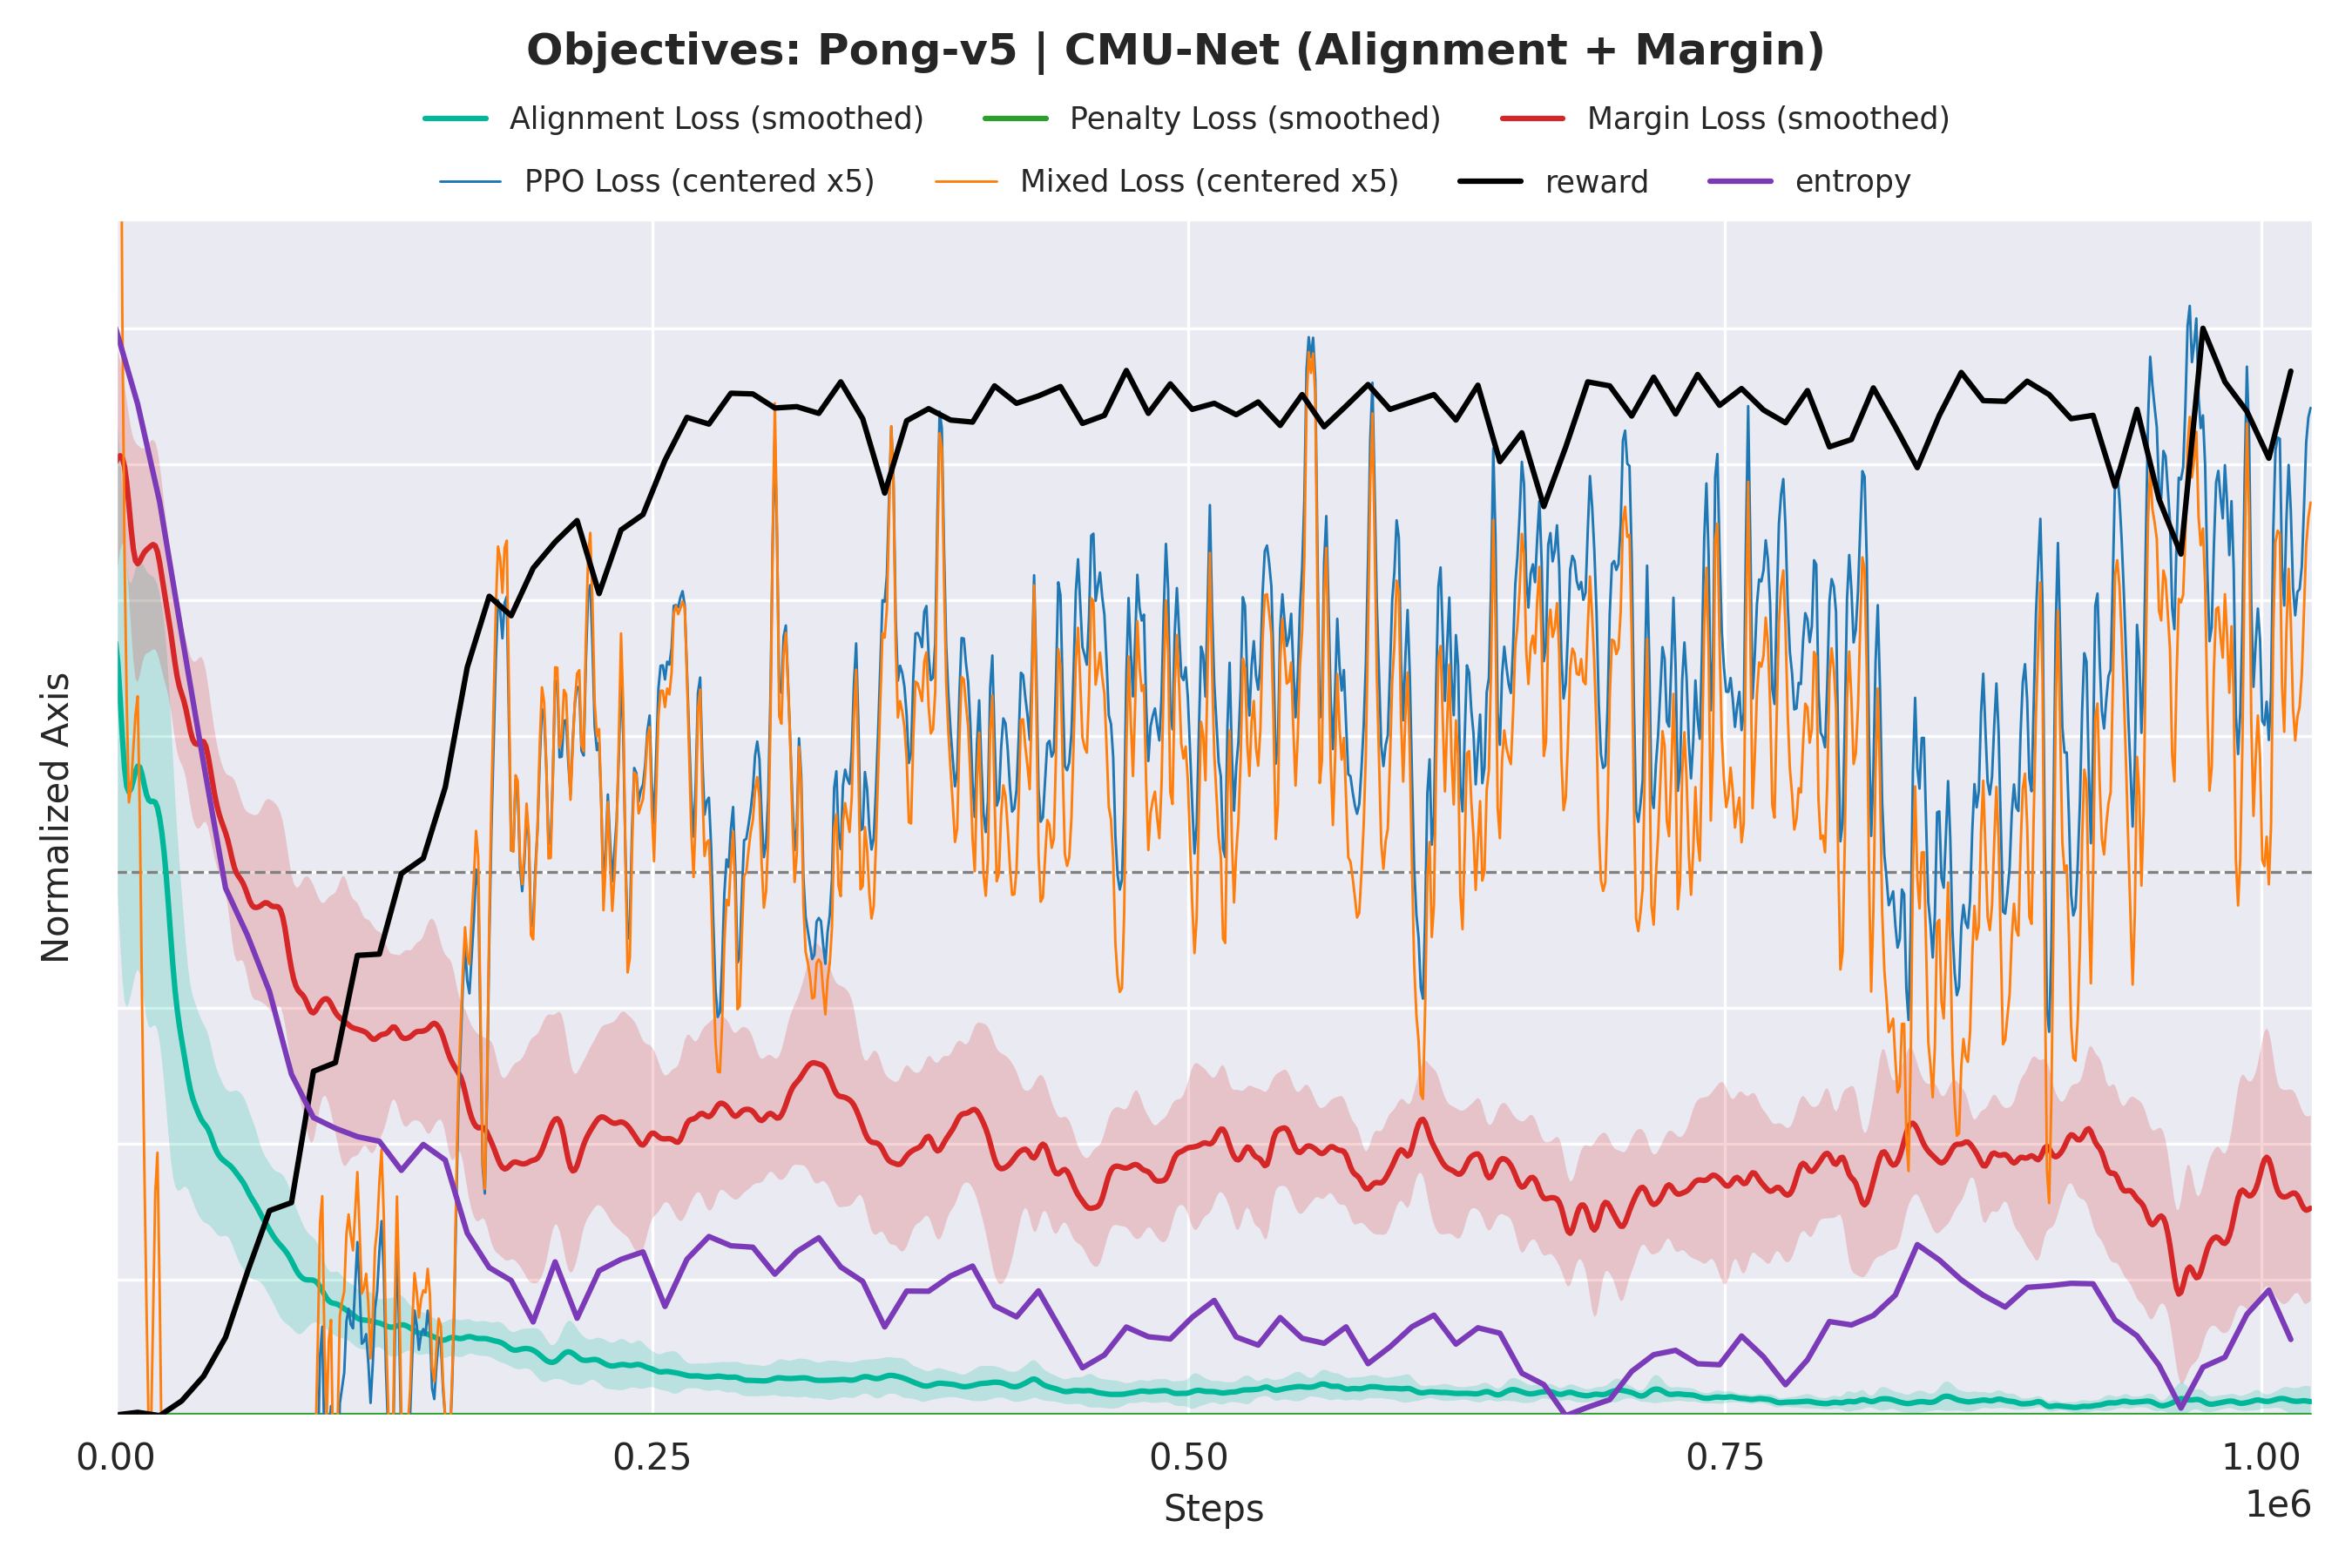 Objectives: Pong-v5 | CMU-Net (Alignment + Margin)
Alignment Loss (smoothed) Penalty Loss (smoothed) Margin Loss (smoothed)
PPO Loss (centered x5) Mixed Loss (centered x5) reward entropy
Normalized Axis
0.00 0.25 0.50 0.75 1.00
Steps
1e6